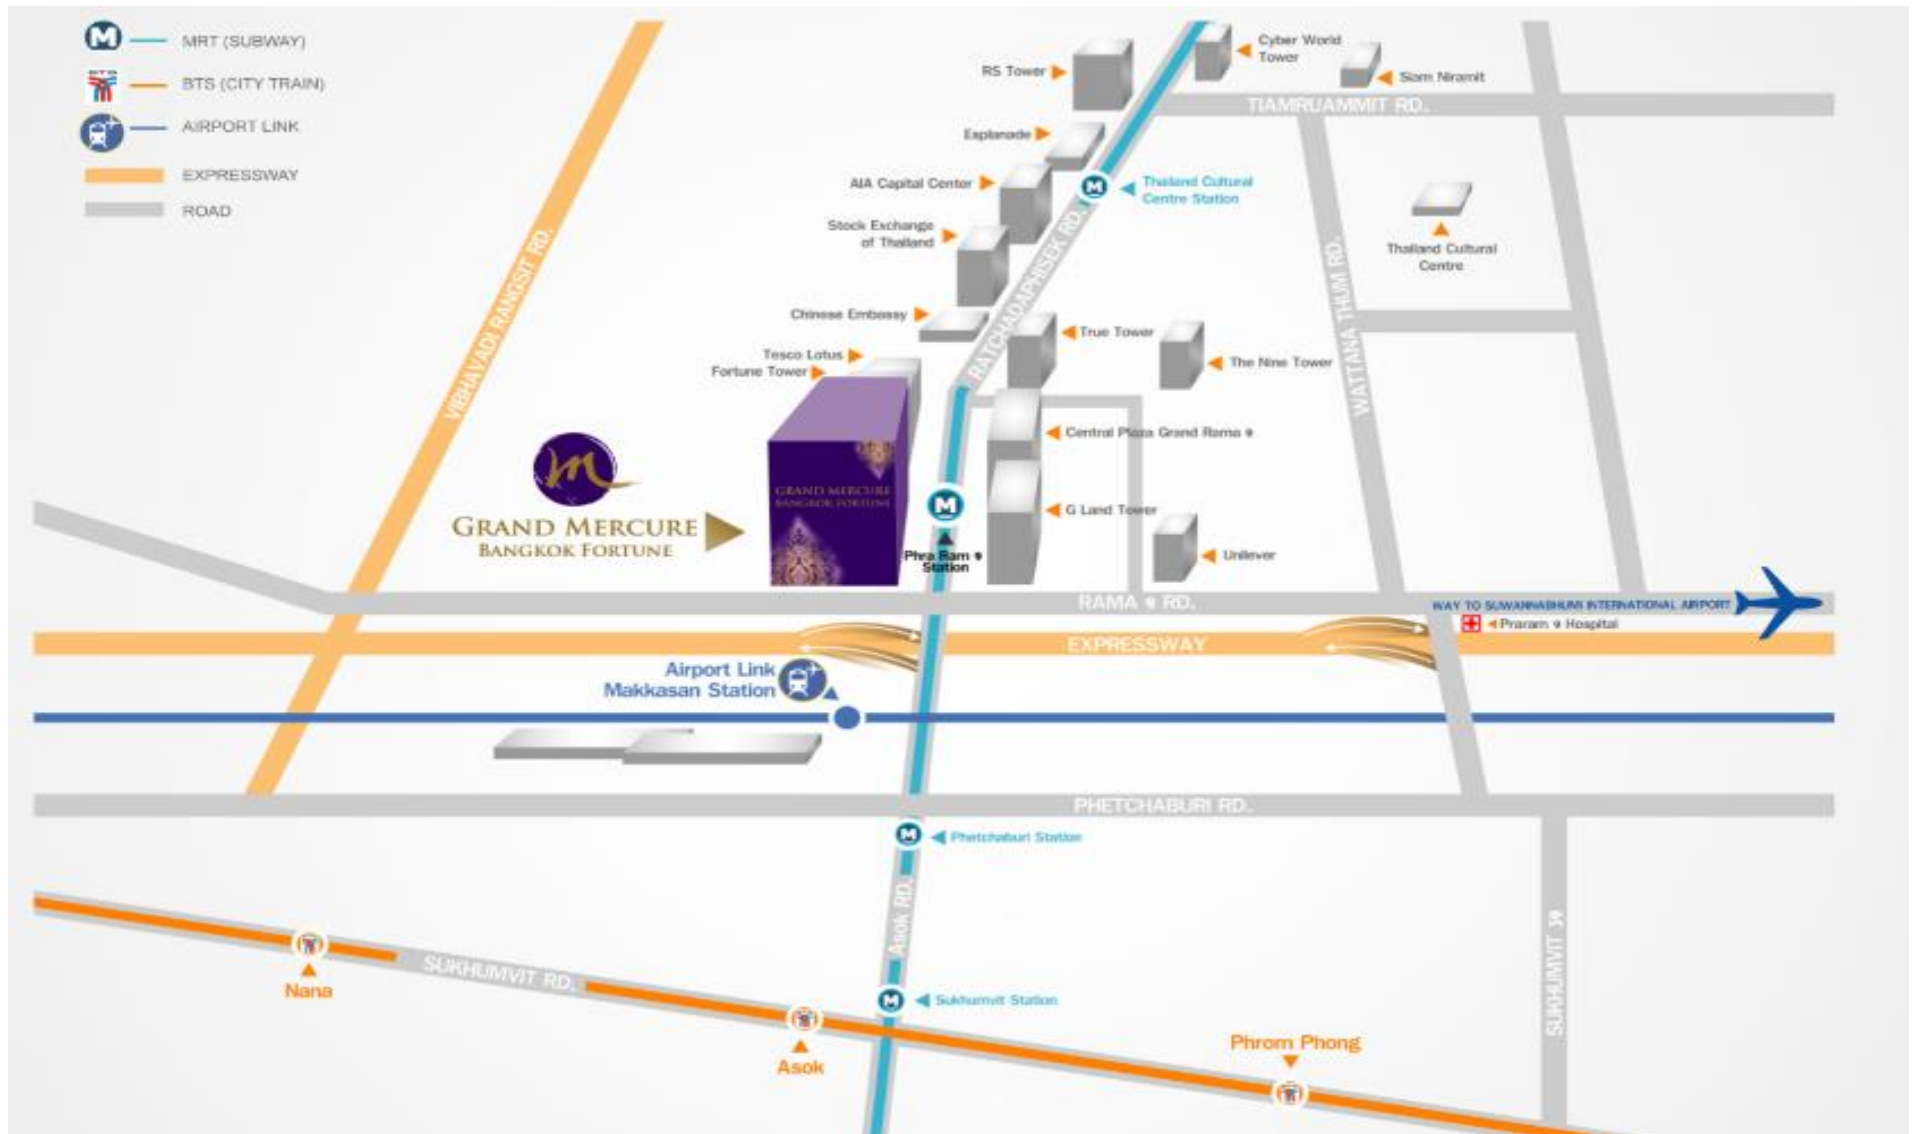 MRT (SUBWAY)
BTS (CITY TRAIN)
AIRPORT LINK
EXPRESSWAY
ROAD
Cyber World
Tower
RS Tower
Siam Niramit
TIAMRUAMMIT RD.
Esplanade
AIA Capital Center
Thailand Cultural
Centre Station
Stock Exchange
of Thailand
Thailand Cultural
Centre
VIBHAVADI RANGSIT RD.
RATCHADAPHISEK RD.
WATTANA THUM RD.
Chinese Embassy
True Tower
Tesco Lotus
Fortune Tower
The Nine Tower
Central Plaza Grand Rama 9
GRAND MERCURE
BANGKOK FORTUNE
GRAND MERCURE
BANGKOK FORTUNE
G Land Tower
Phra Ram 9
Station
Unilever
RAMA 9 RD.
WAY TO SUWANNABHUMI INTERNATIONAL AIRPORT
Praram 9 Hospital
EXPRESSWAY
Airport Link
Makkasan Station
PHETCHABURI RD.
Phetchaburi Station
Asok RD.
SUKHUMVIT 39
SUKHUMVIT RD.
Nana
Sukhumvit Station
Asok
Phrom Phong